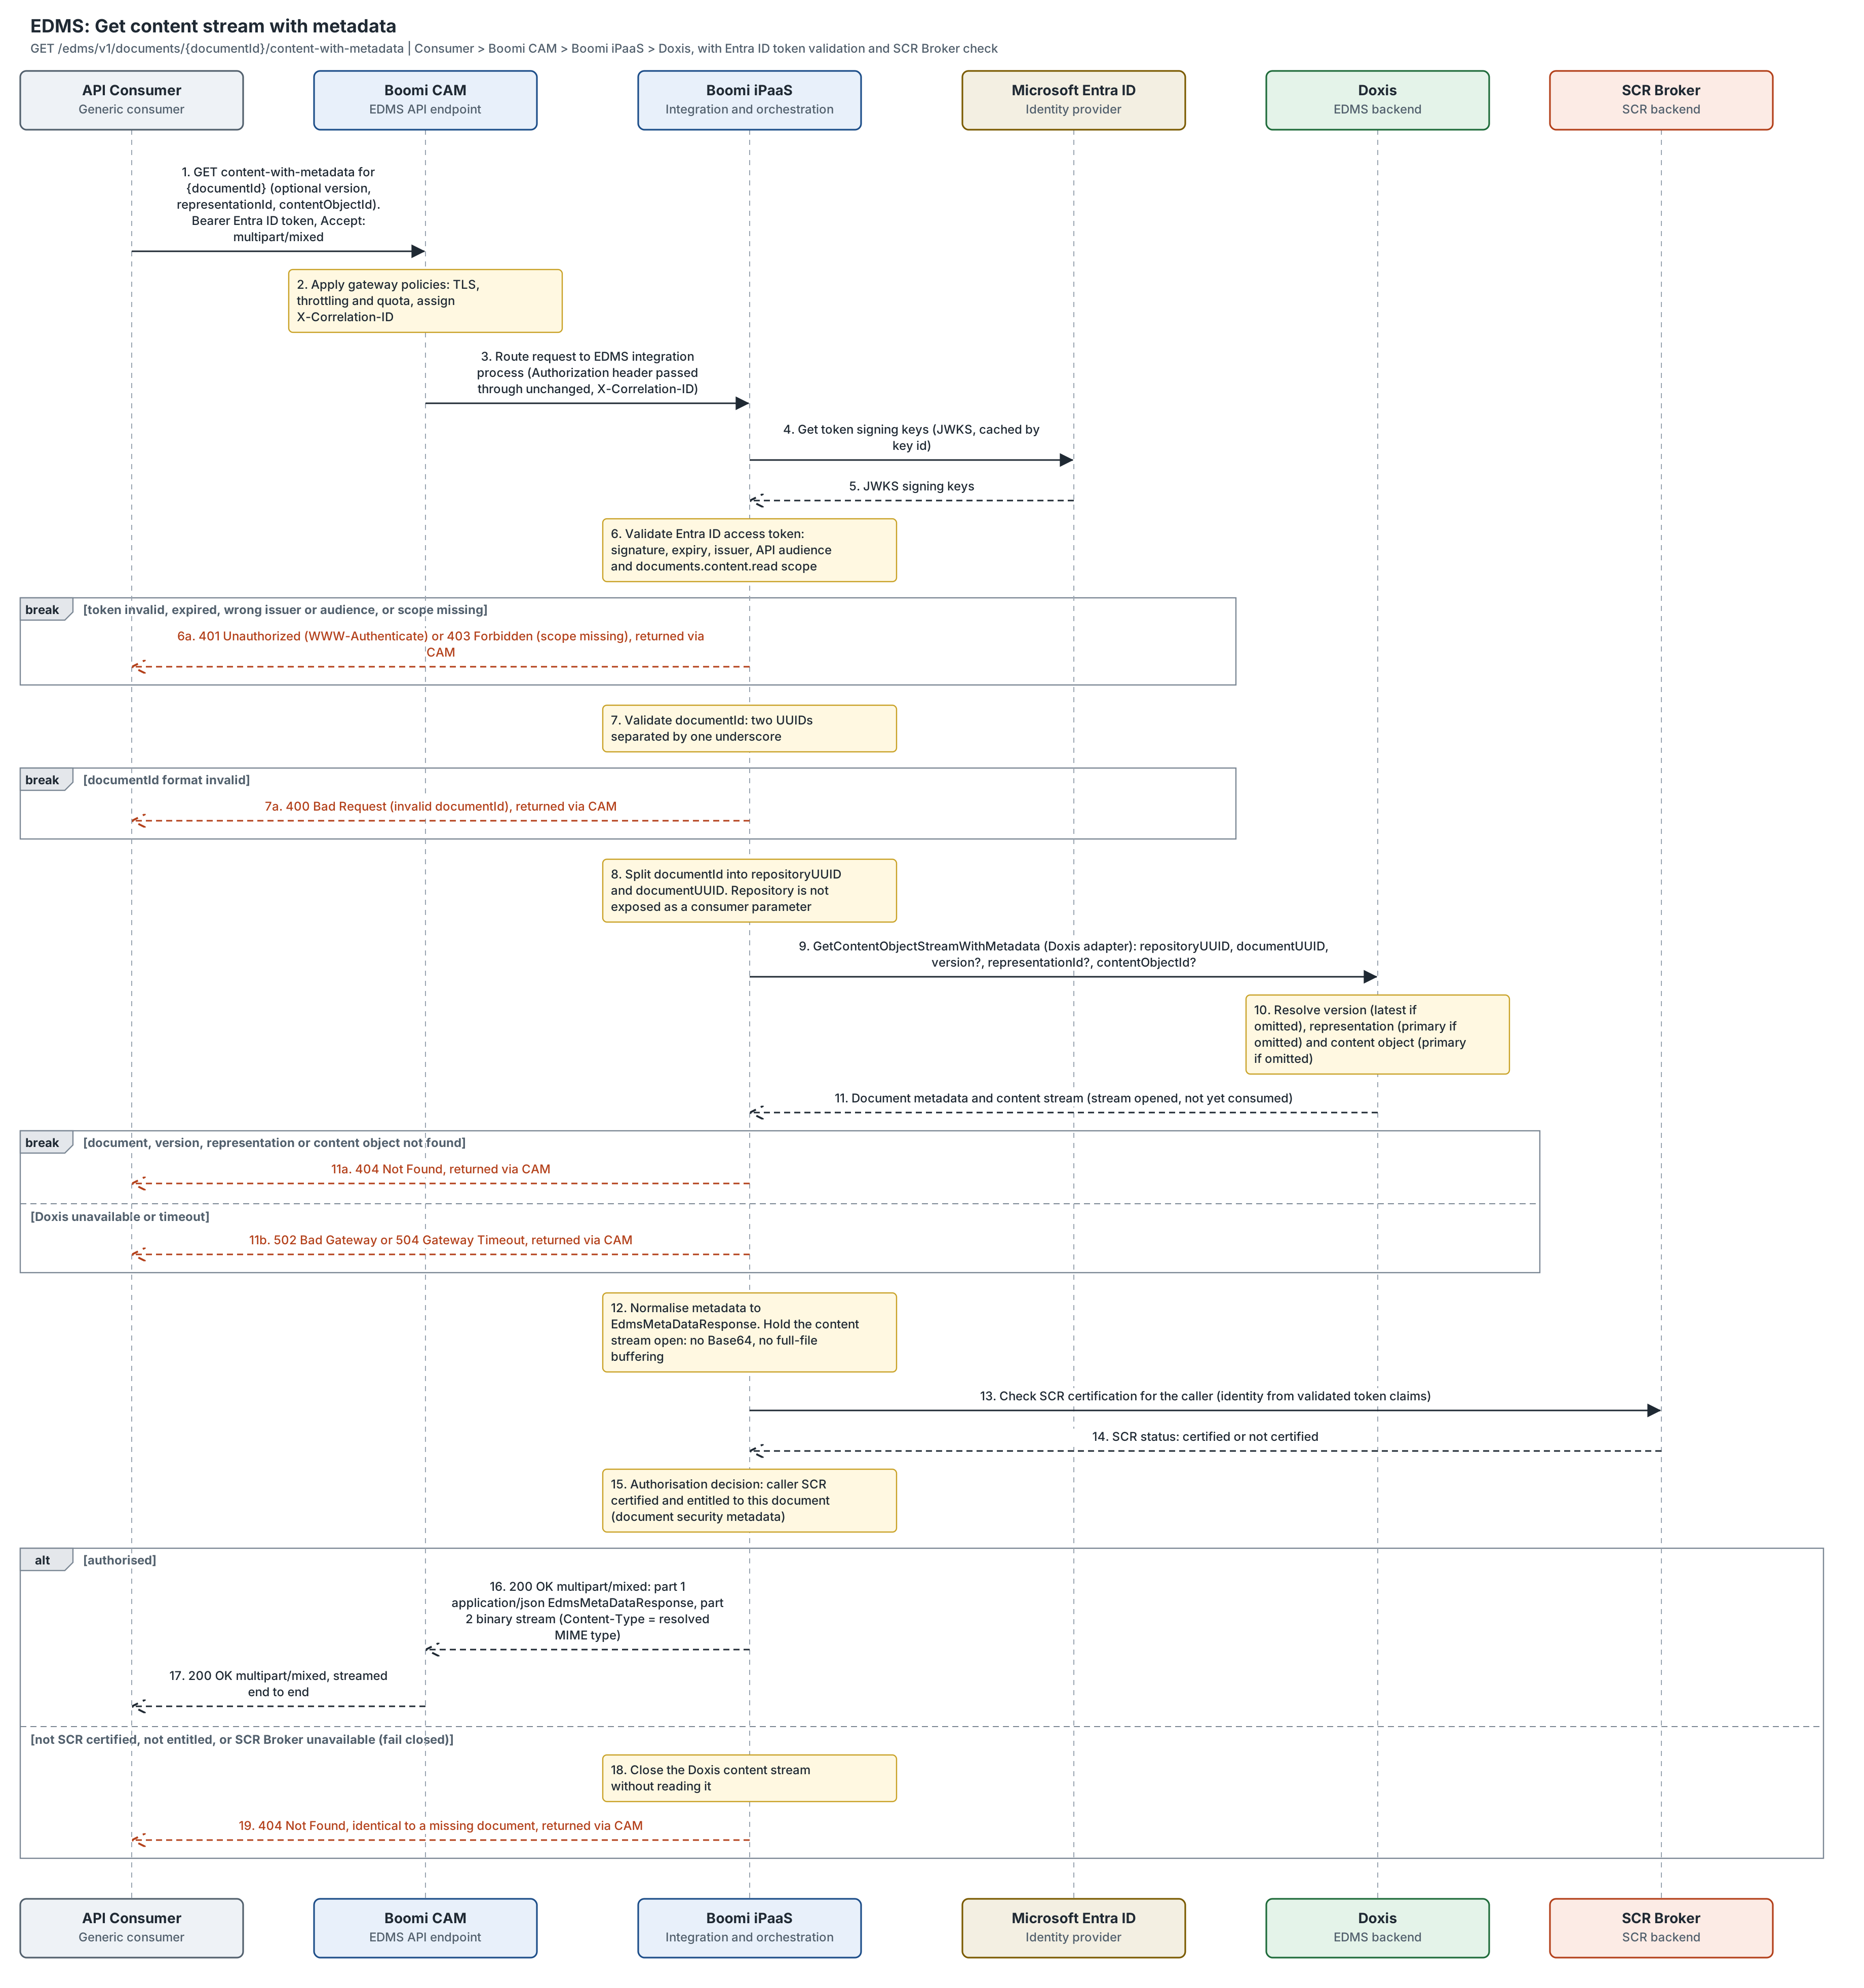 EDMS: Get content stream with metadata
GET /edms/v1/documents/{documentId}/content-with-metadata | Consumer > Boomi CAM > Boomi iPaaS > Doxis, with Entra ID token validation and SCR Broker check
API Consumer
Generic consumer
Boomi CAM
EDMS API endpoint
Boomi iPaaS
Integration and orchestration
Microsoft Entra ID
Identity provider
Doxis
EDMS backend
SCR Broker
SCR backend
1. GET content-with-metadata for
{documentId} (optional version,
representationId, contentObjectId).
Bearer Entra ID token, Accept:
multipart/mixed
2. Apply gateway policies: TLS,
throttling and quota, assign
X-Correlation-ID
3. Route request to EDMS integration
process (Authorization header passed
through unchanged, X-Correlation-ID)
4. Get token signing keys (JWKS, cached by
key id)
5. JWKS signing keys
6. Validate Entra ID access token:
signature, expiry, issuer, API audience
and documents.content.read scope
break
[token invalid, expired, wrong issuer or audience, or scope missing]
6a. 401 Unauthorized (WWW-Authenticate) or 403 Forbidden (scope missing), returned via
CAM
7. Validate documentId: two UUIDs
separated by one underscore
break
[documentId format invalid]
7a. 400 Bad Request (invalid documentId), returned via CAM
8. Split documentId into repositoryUUID
and documentUUID. Repository is not
exposed as a consumer parameter
9. GetContentObjectStreamWithMetadata (Doxis adapter): repositoryUUID, documentUUID,
version?, representationId?, contentObjectId?
10. Resolve version (latest if
omitted), representation (primary if
omitted) and content object (primary
if omitted)
11. Document metadata and content stream (stream opened, not yet consumed)
break
[document, version, representation or content object not found]
11a. 404 Not Found, returned via CAM
[Doxis unavailable or timeout]
11b. 502 Bad Gateway or 504 Gateway Timeout, returned via CAM
12. Normalise metadata to
EdmsMetaDataResponse. Hold the content
stream open: no Base64, no full-file
buffering
13. Check SCR certification for the caller (identity from validated token claims)
14. SCR status: certified or not certified
15. Authorisation decision: caller SCR
certified and entitled to this document
(document security metadata)
alt
[authorised]
16. 200 OK multipart/mixed: part 1
application/json EdmsMetaDataResponse, part
2 binary stream (Content-Type = resolved
MIME type)
17. 200 OK multipart/mixed, streamed
end to end
[not SCR certified, not entitled, or SCR Broker unavailable (fail closed)]
18. Close the Doxis content stream
without reading it
19. 404 Not Found, identical to a missing document, returned via CAM
API Consumer
Generic consumer
Boomi CAM
EDMS API endpoint
Boomi iPaaS
Integration and orchestration
Microsoft Entra ID
Identity provider
Doxis
EDMS backend
SCR Broker
SCR backend